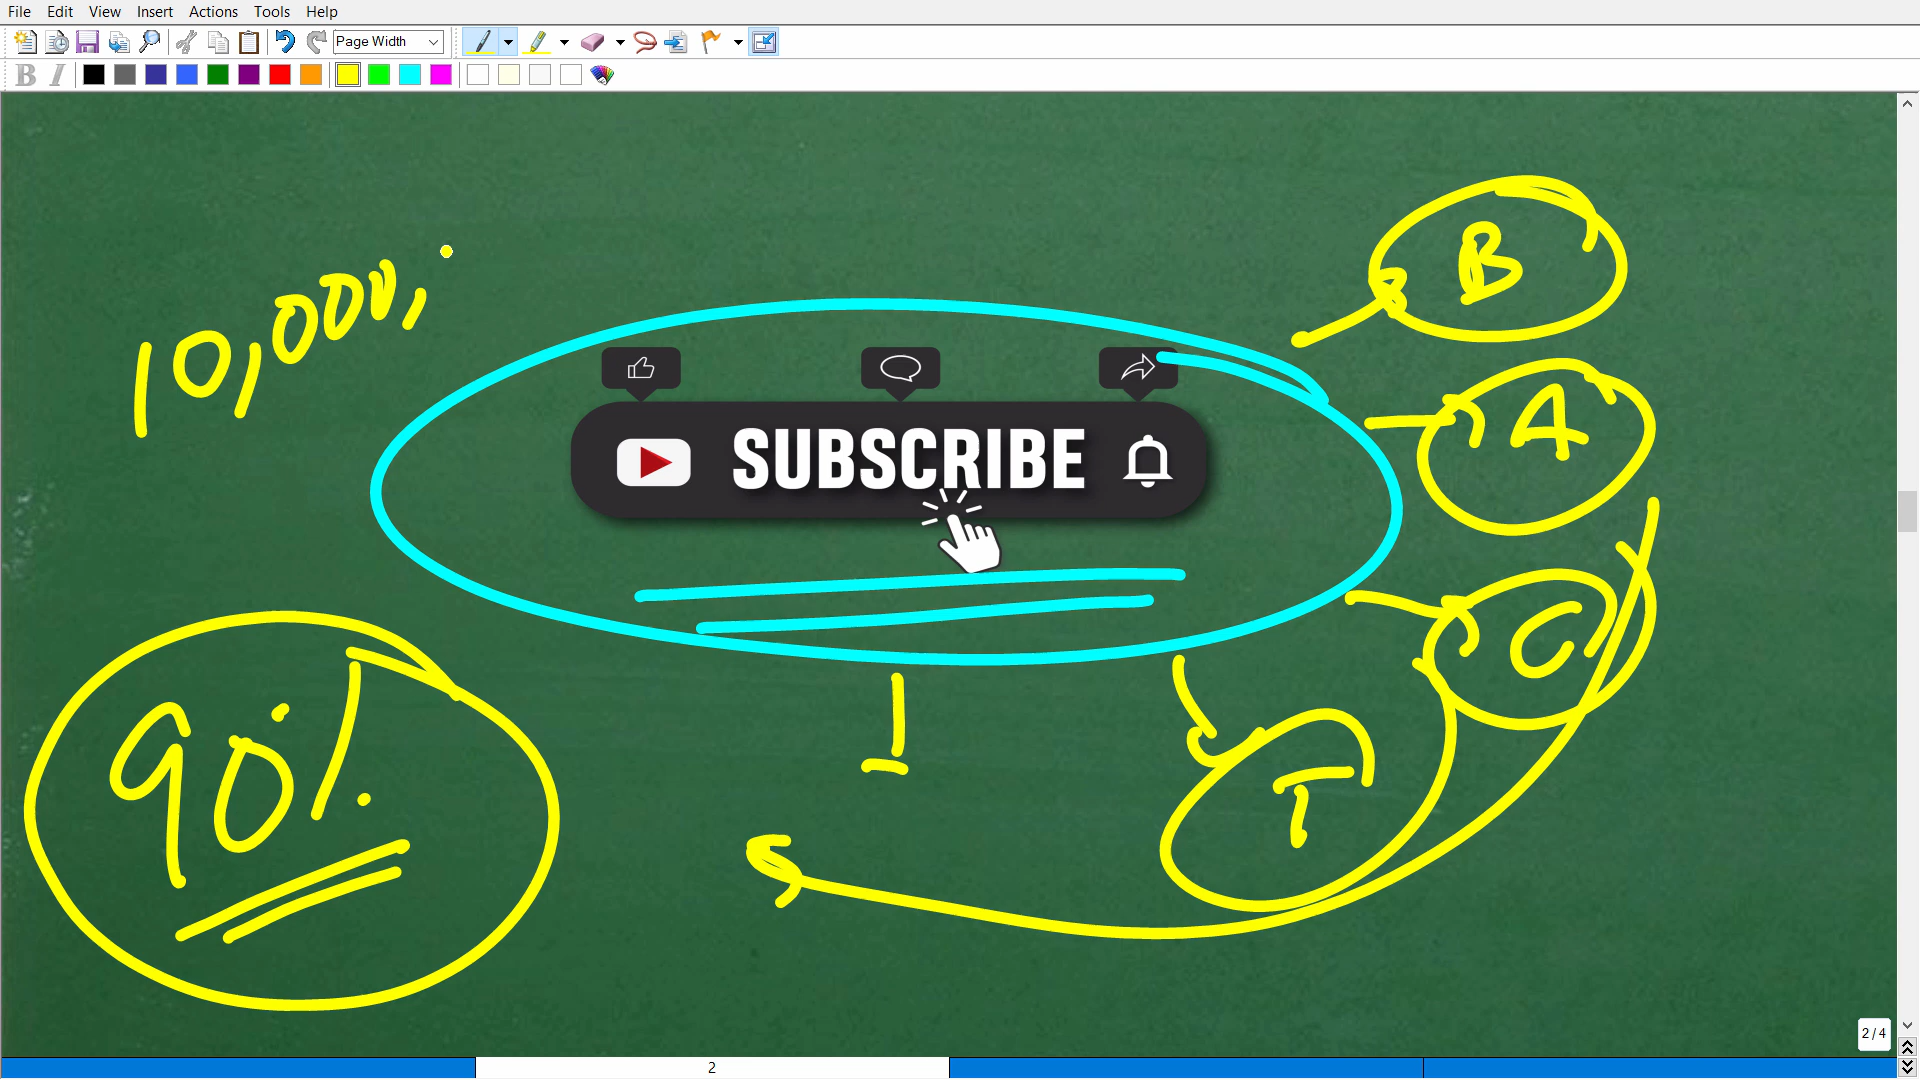 File Edit View Insert Actions Tools Help
Page Width
B I
B
10,000,
A
SUBSCRIBE
C
90%
T
2 / 4
2